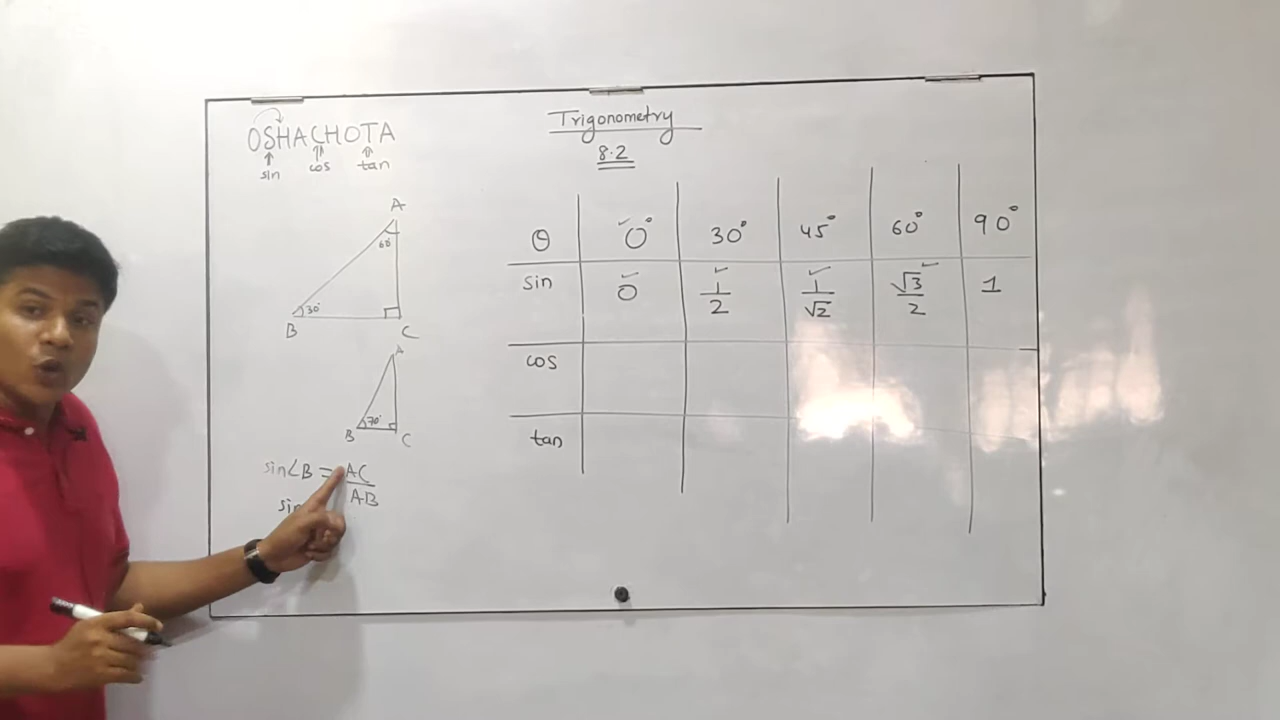 OSHACHOTA
sin cos tan
Trigonometry
8.2
A
60°
30°
B C
A
70°
B C
sin∠B = AC
AB
sin
θ 0° 30° 45° 60° 90°
sin 0 1/2 1/√2 √3/2 1
cos
tan